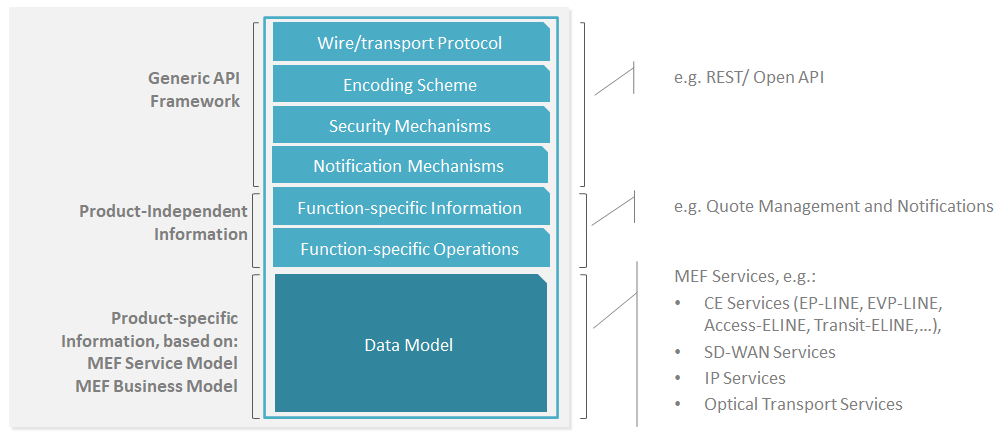 Generic API
Framework
Wire/transport Protocol
Encoding Scheme
Security Mechanisms
Notification Mechanisms
e.g. REST/ Open API
Product-Independent
Information
Function-specific Information
Function-specific Operations
e.g. Quote Management and Notifications
Product-specific
Information, based on:
MEF Service Model
MEF Business Model
Data Model
MEF Services, e.g.:
• CE Services (EP-LINE, EVP-LINE,
Access-ELINE, Transit-ELINE,...),
• SD-WAN Services
• IP Services
• Optical Transport Services